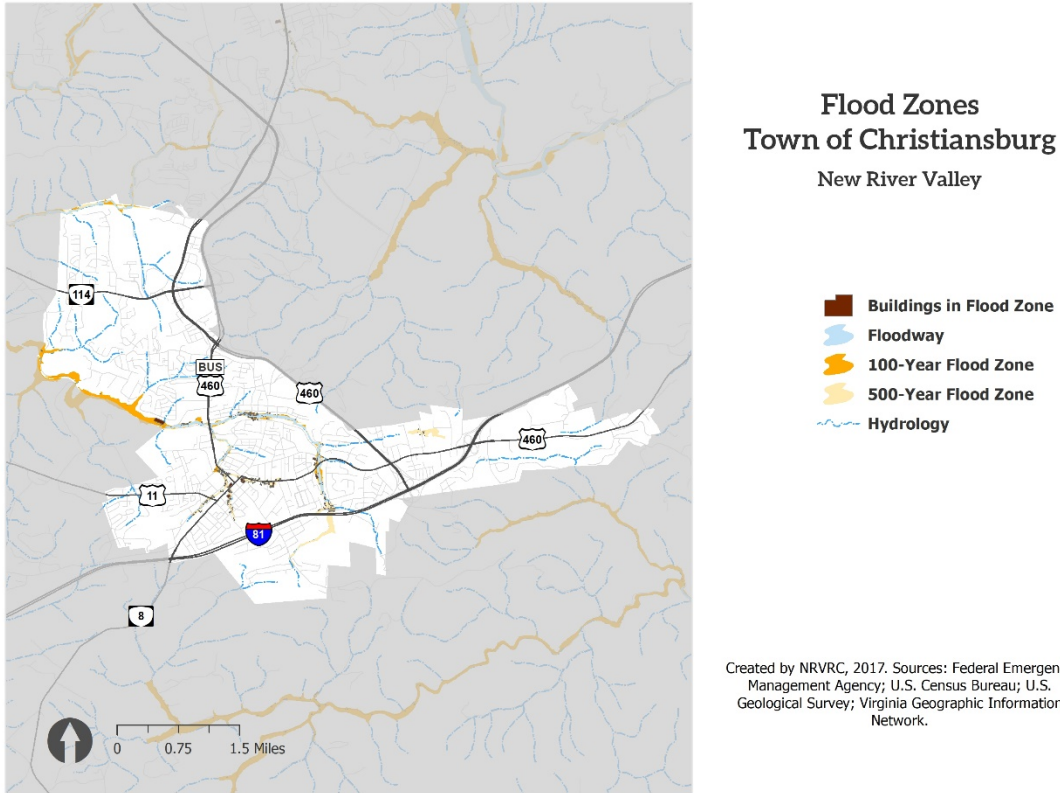 Flood Zones
Town of Christiansburg
New River Valley
114
BUS
460
460
460
11
81
8
Buildings in Flood Zone
Floodway
100-Year Flood Zone
500-Year Flood Zone
Hydrology
0 0.75 1.5 Miles
Created by NRVRC, 2017. Sources: Federal Emergen
Management Agency; U.S. Census Bureau; U.S.
Geological Survey; Virginia Geographic Information
Network.